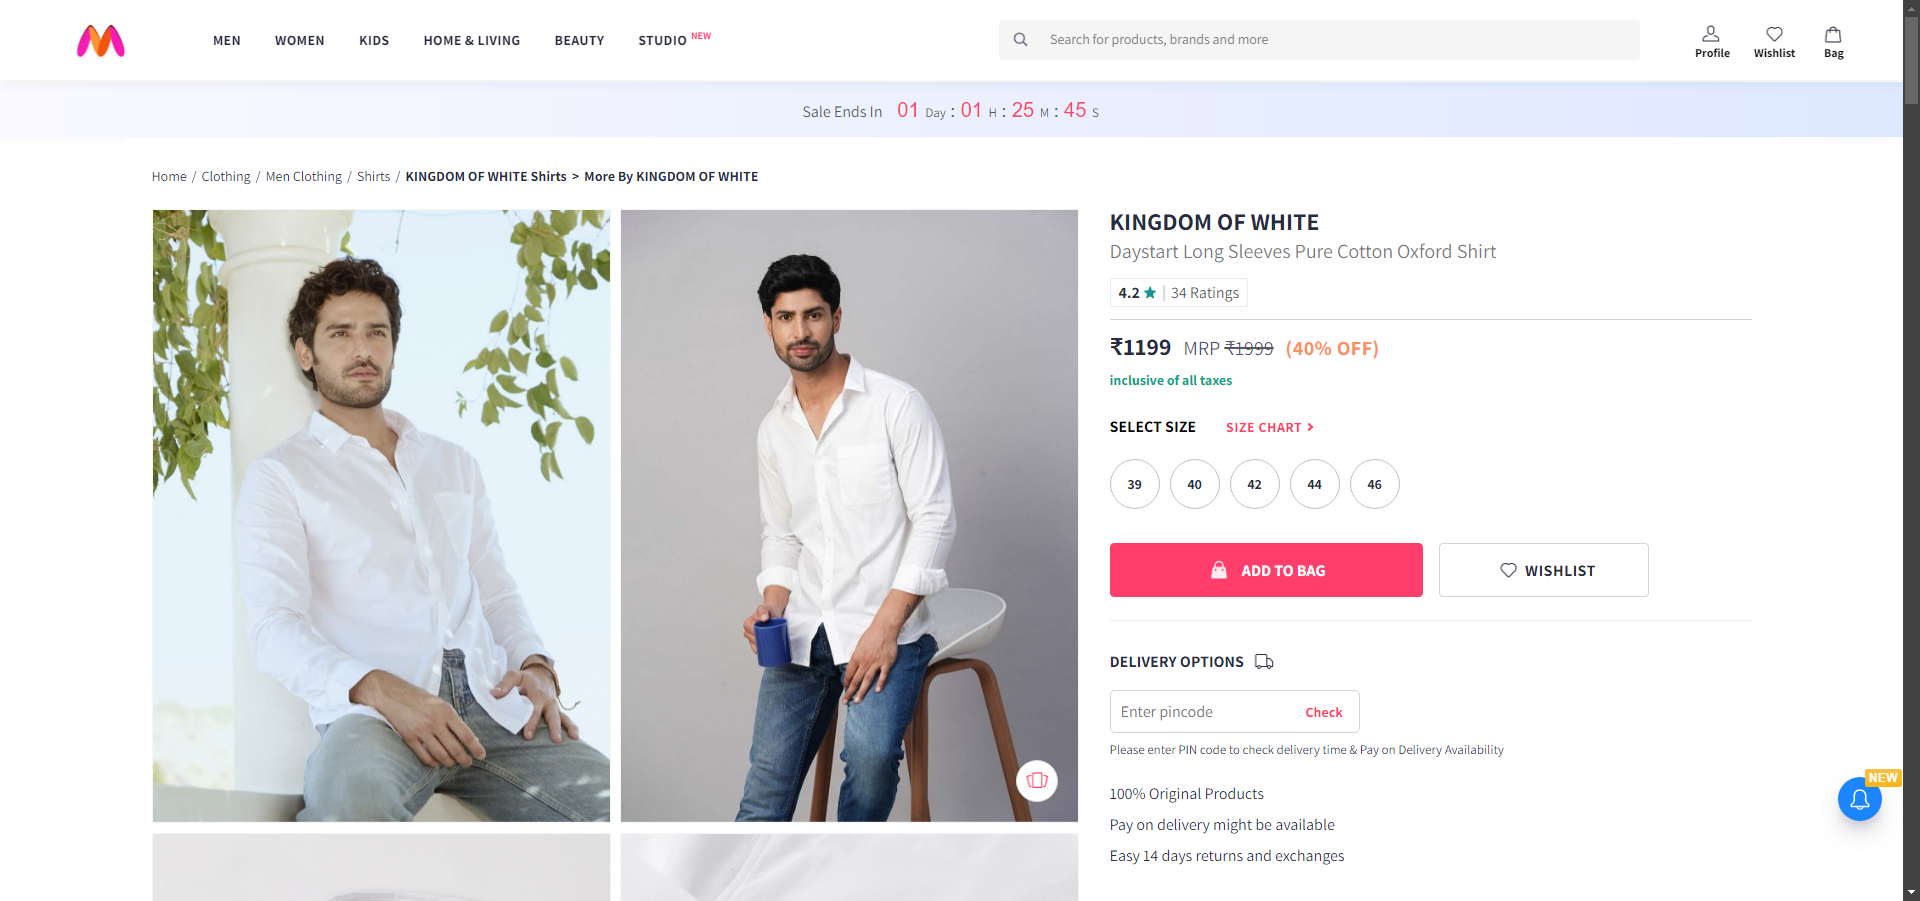 MEN WOMEN KIDS HOME & LIVING BEAUTY STUDIO NEW
Search for products, brands and more
Profile Wishlist Bag
Sale Ends In 01 Day : 01 H : 25 M : 45 S
Home / Clothing / Men Clothing / Shirts / KINGDOM OF WHITE Shirts > More By KINGDOM OF WHITE
KINGDOM OF WHITE
Daystart Long Sleeves Pure Cotton Oxford Shirt
4.2 ★ | 34 Ratings
₹1199 MRP ₹1999 (40% OFF)
inclusive of all taxes
SELECT SIZE SIZE CHART >
39 40 42 44 46
ADD TO BAG WISHLIST
DELIVERY OPTIONS
Enter pincode Check
Please enter PIN code to check delivery time & Pay on Delivery Availability
NEW
100% Original Products
Pay on delivery might be available
Easy 14 days returns and exchanges